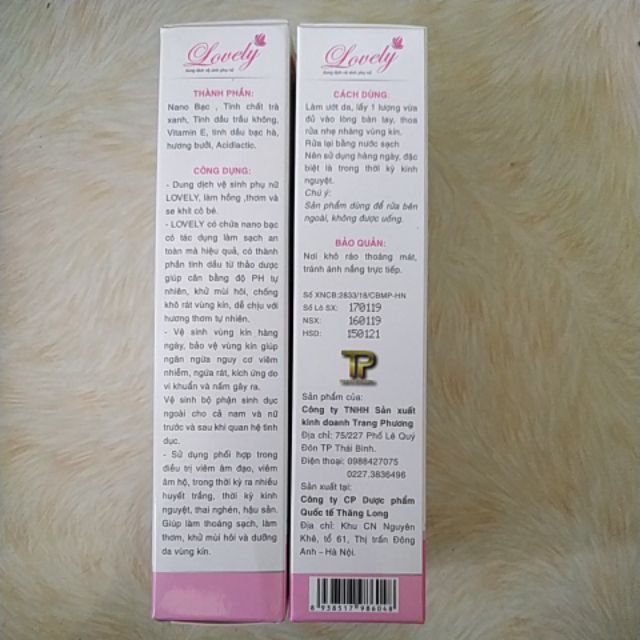 Lovely
Dung dịch vệ sinh phụ nữ
THÀNH PHẦN:
Nano Bạc , Tinh chất trà
xanh, Tinh dầu trầu không,
Vitamin E, tinh dầu bạc hà,
hương bưởi, Acidlactic.
CÔNG DỤNG:
- Dung dịch vệ sinh phụ nữ
LOVELY, làm hồng ,thơm và
se khít cô bé.
- LOVELY có chứa nano bạc
có tác dụng làm sạch an
toàn mà hiệu quả, có thành
phần tinh dầu từ thảo dược
giúp cân bằng độ PH tự
nhiên, khử mùi hôi, chống
khô rát vùng kín, dễ chịu với
hương thơm tự nhiên.
- Vệ sinh vùng kín hàng
ngày, bảo vệ vùng kín giúp
ngăn ngừa nguy cơ viêm
nhiễm, ngứa rát, kích ứng do
vi khuẩn và nấm gây ra.
Vệ sinh bộ phận sinh dục
ngoài cho cả nam và nữ
trước và sau khi quan hệ tình
dục.
- Sử dụng phối hợp trong
điều trị viêm âm đạo, viêm
âm hộ, trong thời kỳ ra nhiều
huyết trắng, thời kỳ kinh
nguyệt, thai nghén, hậu sản.
Giúp làm thoáng sạch, làm
thơm, khử mùi hôi và dưỡng
da vùng kín.
Lovely
Dung dịch vệ sinh phụ nữ
CÁCH DÙNG:
Làm ướt da, lấy 1 lượng vừa
đủ vào lòng bàn tay, thoa
rửa nhẹ nhàng vùng kín.
Rửa lại bằng nước sạch
Nên sử dụng hàng ngày, đặc
biệt là trong thời kỳ kinh
nguyệt.
Chú ý:
Sản phẩm dùng để rửa bên
ngoài, không được uống.
BẢO QUẢN:
Nơi khô ráo thoáng mát,
tránh ánh nắng trực tiếp.
Số XNCB:2833/18/CBMP-HN
Số Lô SX: 170119
NSX: 160119
HSD: 150121
TP
Sản phẩm của:
Công ty TNHH Sản xuất
kinh doanh Trang Phương
Địa chỉ: 75/227 Phố Lê Quý
Đôn TP Thái Bình.
Điện thoại: 0988427075
0227.3836496
Sản xuất tại:
Công ty CP Dược phẩm
Quốc tế Thăng Long
Địa chỉ: Khu CN Nguyên
Khê, tổ 61, Thị trấn Đông
Anh – Hà Nội.
8 938517 986048